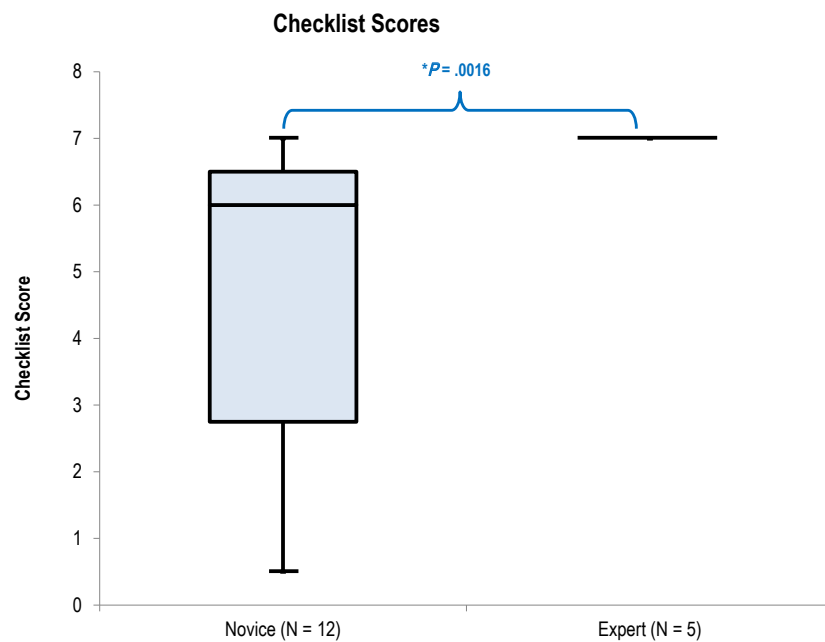 Checklist Scores
*P = .0016
8
7
6
5
4
3
2
1
0
Checklist Score
Novice (N = 12)
Expert (N = 5)